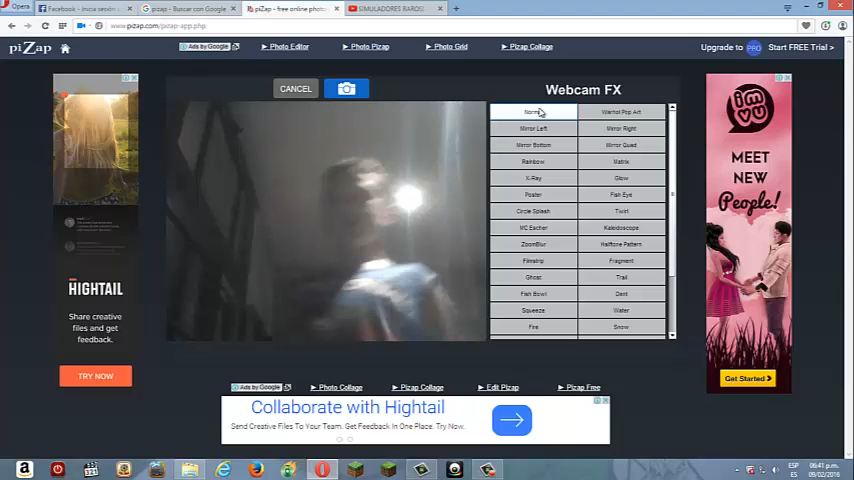 Opera
Facebook - Inicia sesión o
pizap - Buscar con Google
piZap - free online photo
SIMULADORES BAROSI
www.pizap.com/pizap-app.php
piZap
Ads by Google
► Photo Editor
► Photo Pizap
► Photo Grid
► Pizap Collage
Upgrade to PRO Start FREE Trial >
CANCEL
Webcam FX
Normal
Warhol Pop Art
Mirror Left
Mirror Right
Mirror Bottom
Mirror Quad
Rainbow
Matrix
X-Ray
Glow
Poster
Fish Eye
Circle Splash
Twirl
MC Escher
Kaleidoscope
ZoomBlur
Halftone Pattern
Filmstrip
Fragment
Ghost
Trail
Fish Bowl
Dent
Squeeze
Water
Fire
Snow
HIGHTAIL
Share creative
files and get
feedback.
TRY NOW
imvu
MEET
NEW
People!
Get Started >
Ads by Google
► Photo Collage
► Pizap Collage
► Edit Pizap
► Pizap Free
Collaborate with Hightail
Send Creative Files To Your Team. Get Feedback In One Place. Try Now.
ESP
ES
06:41 p.m.
09/02/2016